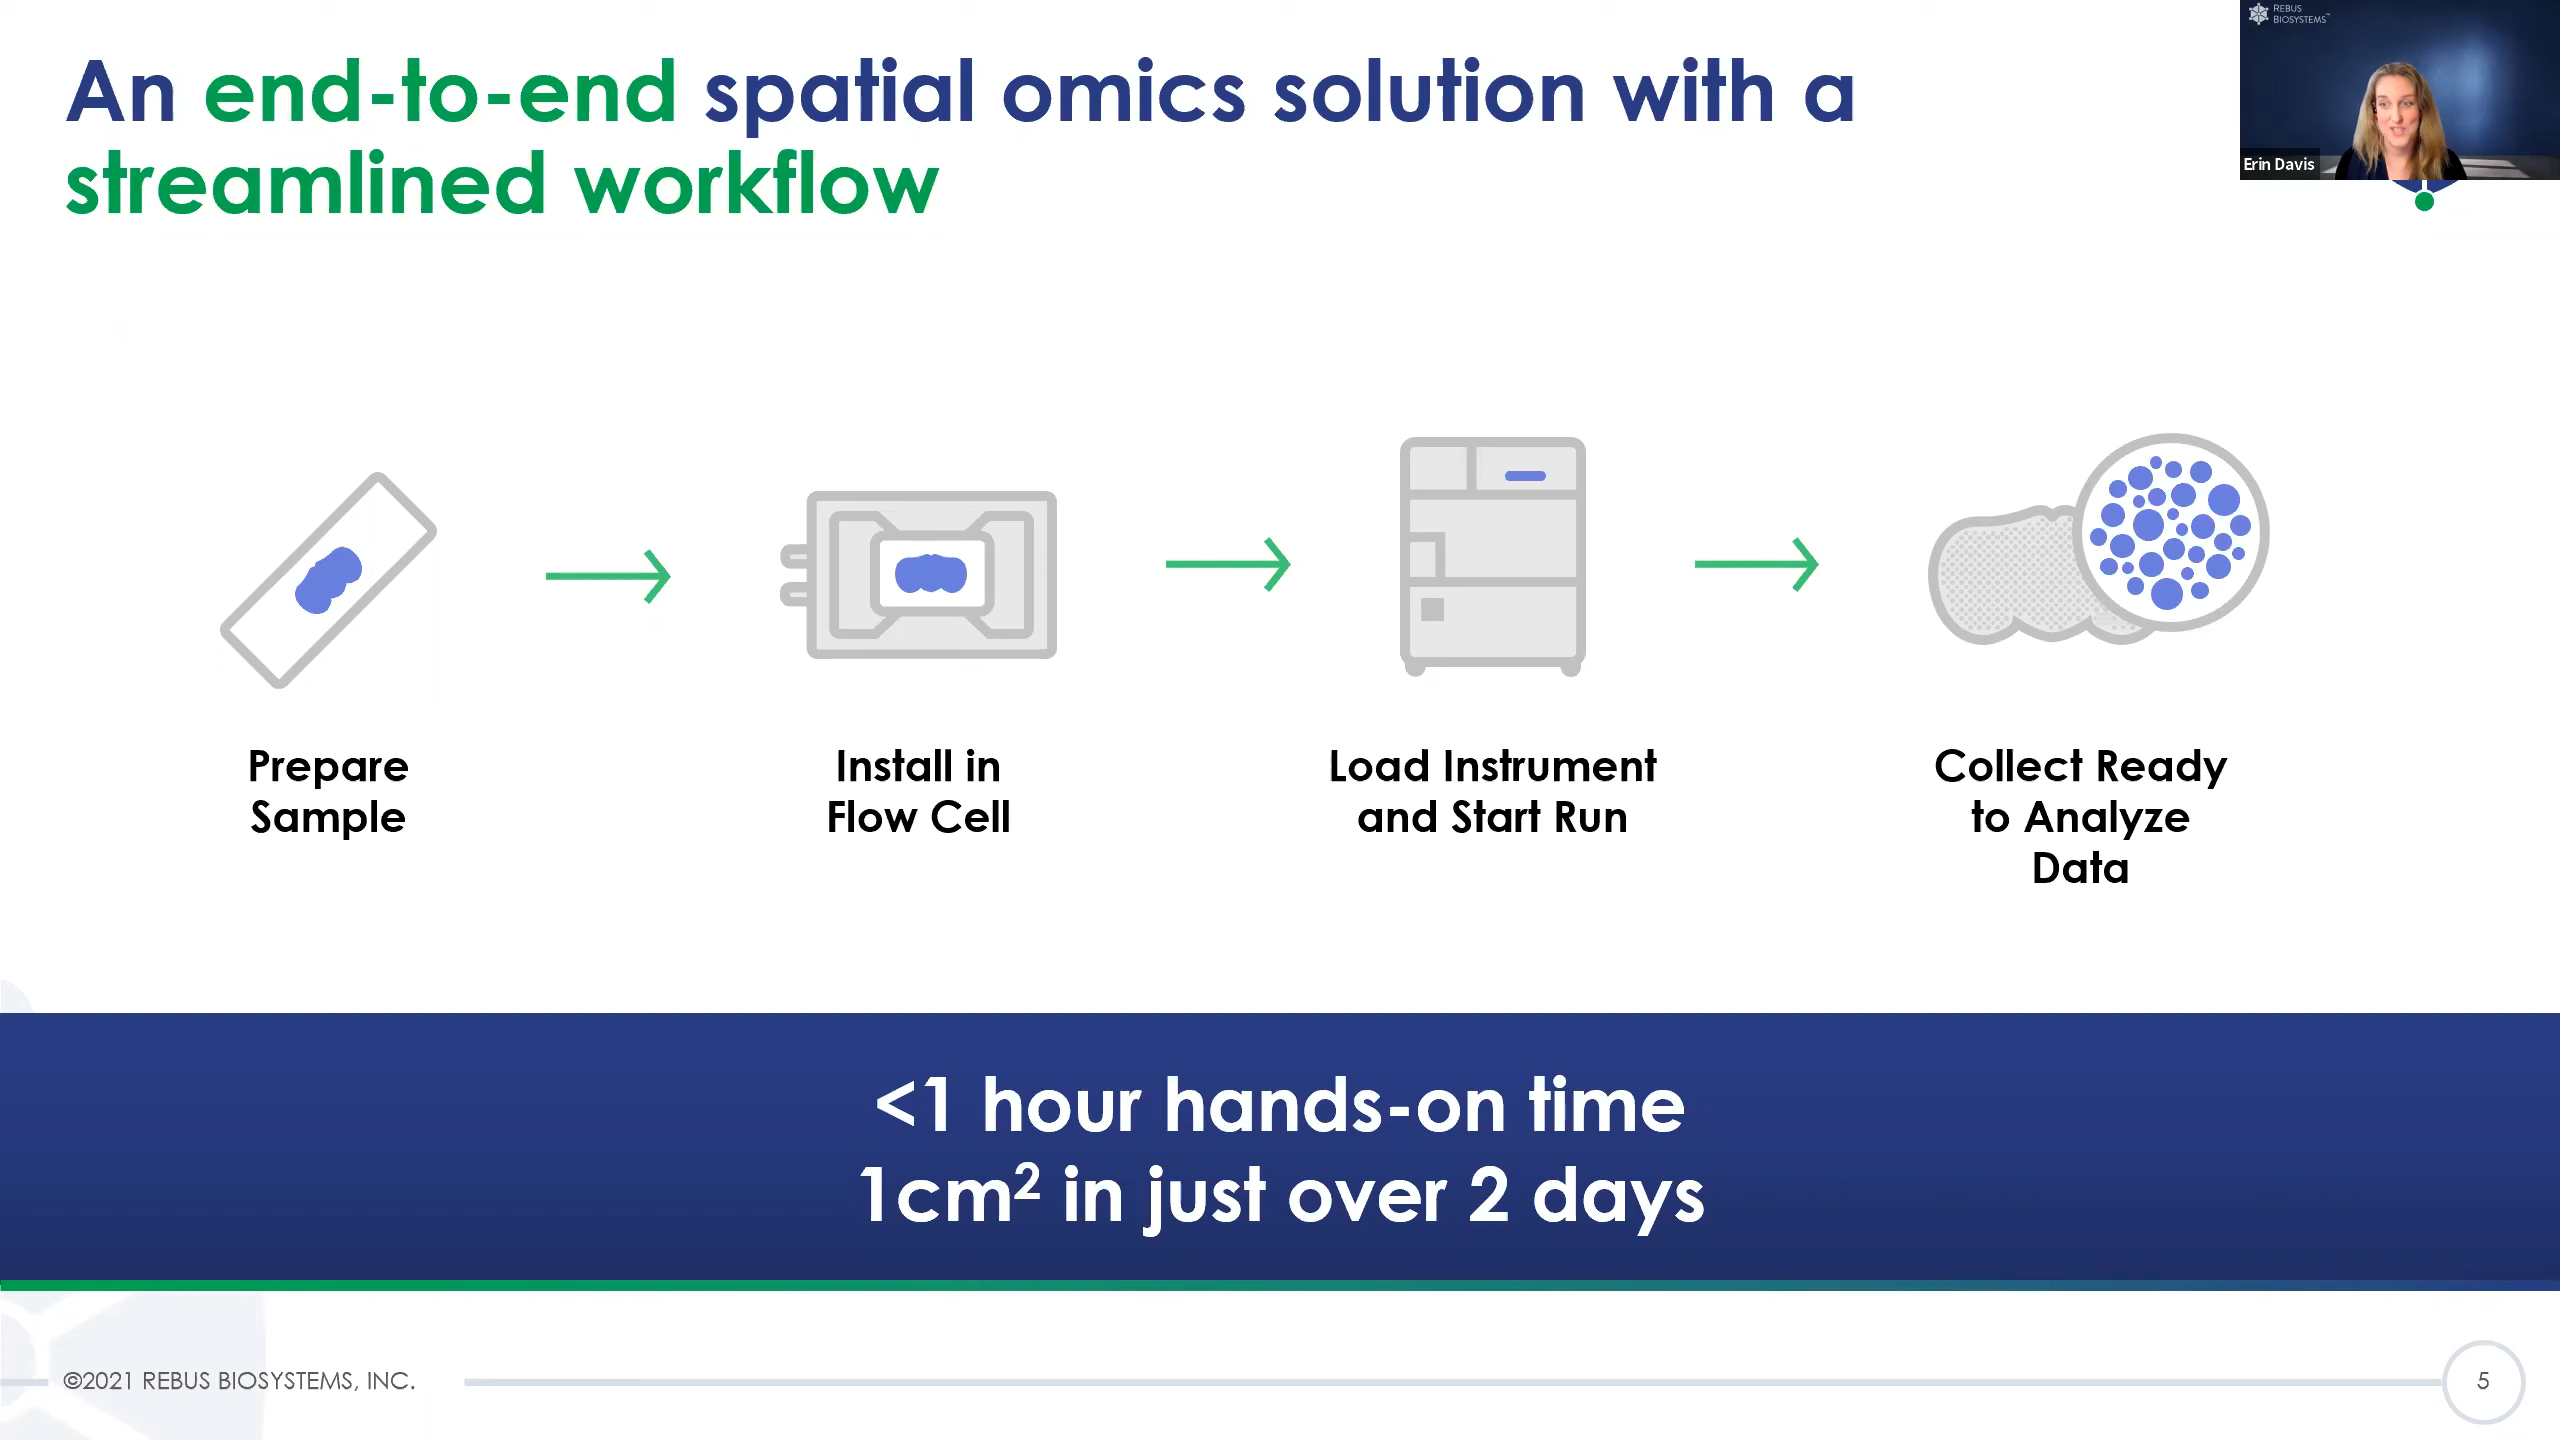 An end-to-end spatial omics solution with a
streamlined workflow
REBUS
BIOSYSTEMS™
Erin Davis
Prepare
Sample
Install in
Flow Cell
Load Instrument
and Start Run
Collect Ready
to Analyze
Data
<1 hour hands-on time
1cm² in just over 2 days
©2021 REBUS BIOSYSTEMS, INC.
5